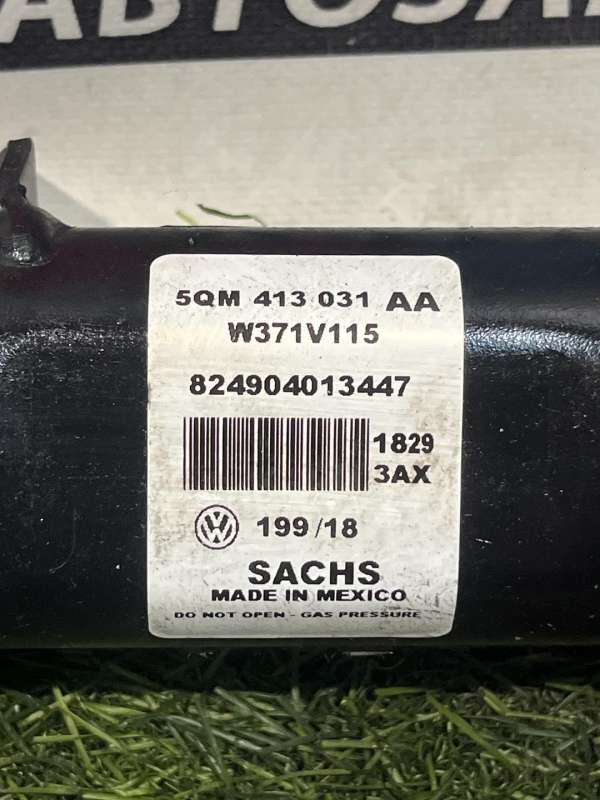 5QM 413 031 AA
W371V115
824904013447
1829
3AX
199/18
SACHS
MADE IN MEXICO
DO NOT OPEN - GAS PRESSURE